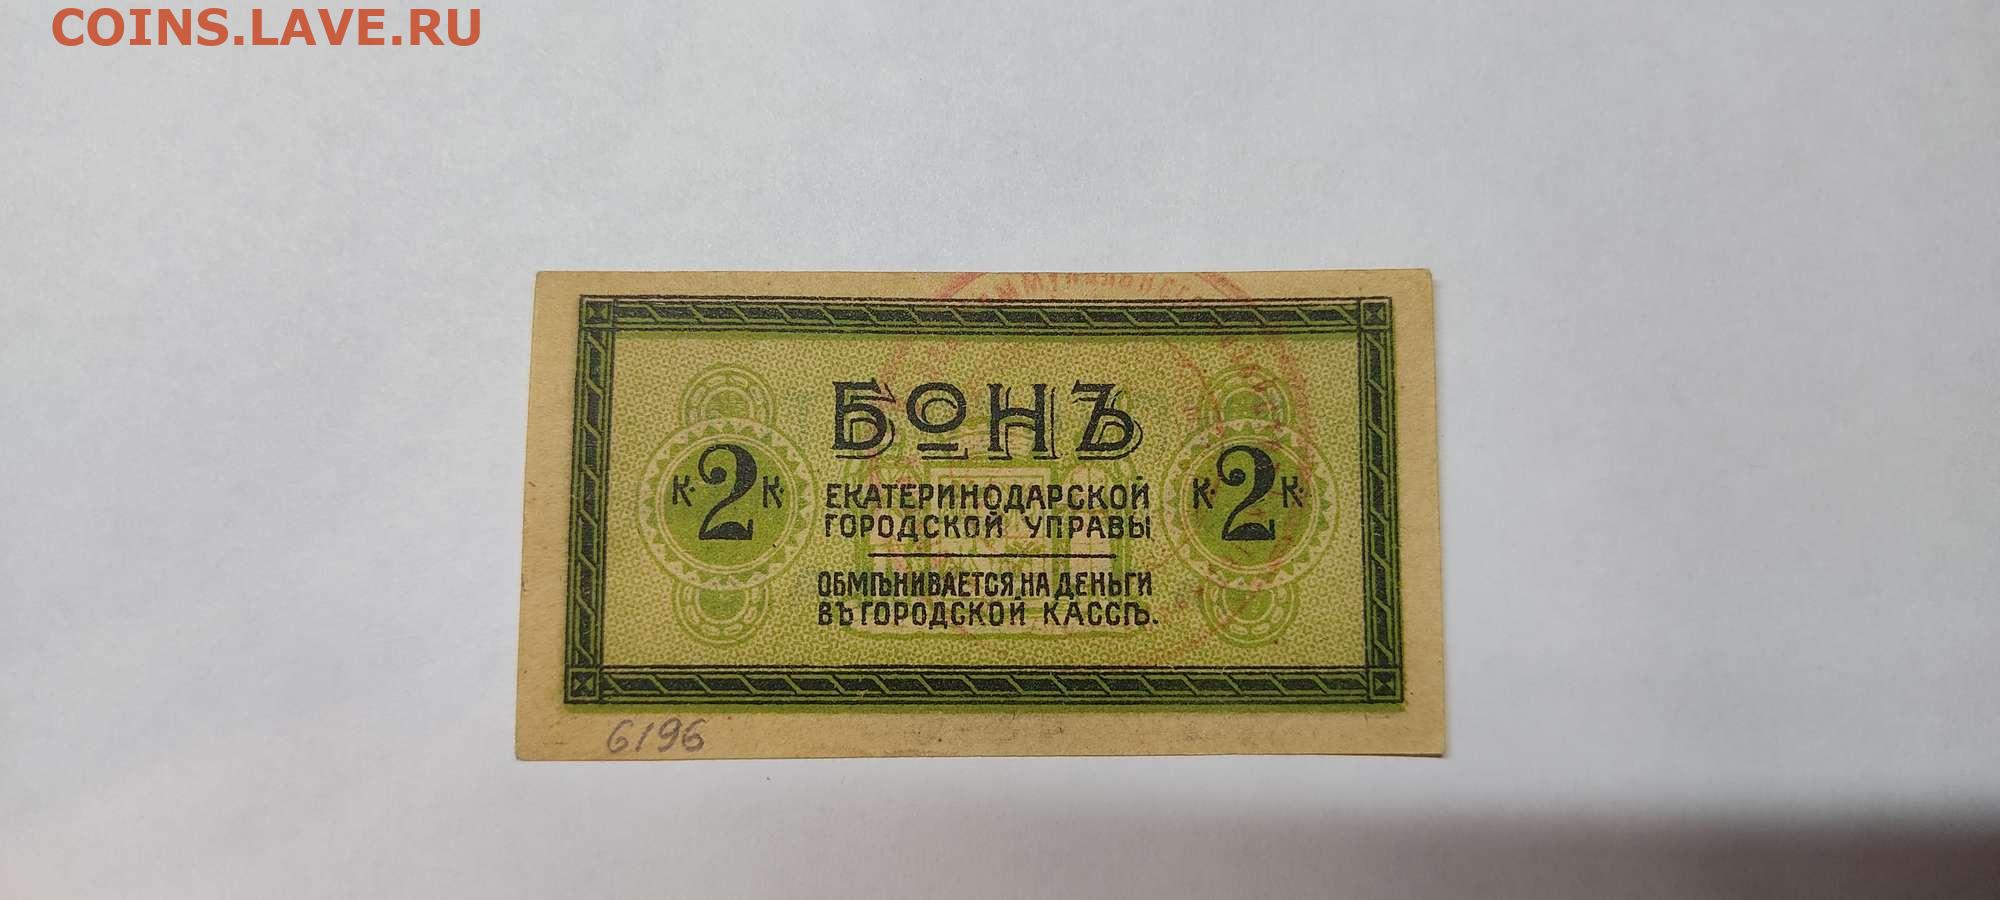 COINS.LAVE.RU
БОНЪ
К. 2 К.
К. 2 К.
ЕКАТЕРИНОДАРСКОЙ
ГОРОДСКОЙ УПРАВЫ
ОБМѢНИВАЕТСЯ НА ДЕНЬГИ
ВЪ ГОРОДСКОЙ КАССѢ.
6196